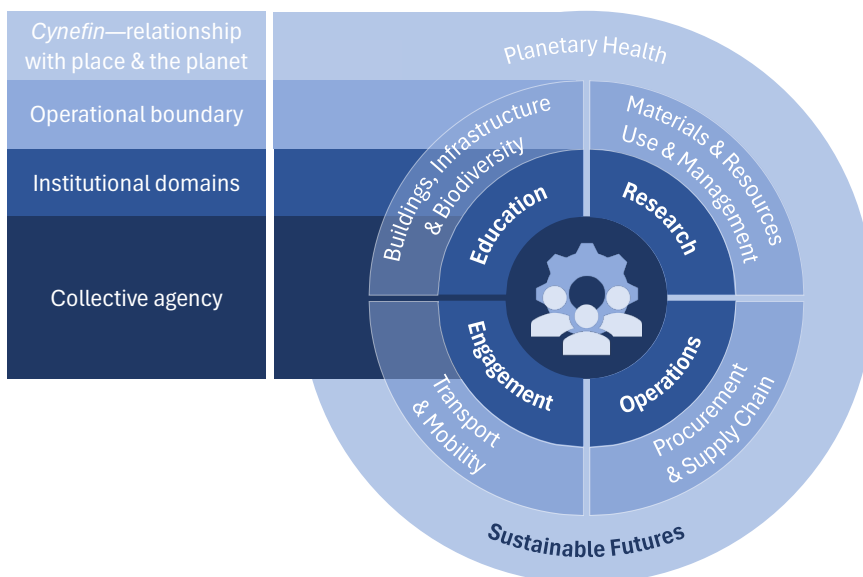 Cynefin—relationship
with place & the planet
Operational boundary
Institutional domains
Collective agency
Planetary Health
Buildings, Infrastructure
& Biodiversity
Materials & Resources
Use & Management
Education
Research
Engagement
Operations
Transport
& Mobility
Procurement
& Supply Chain
Sustainable Futures